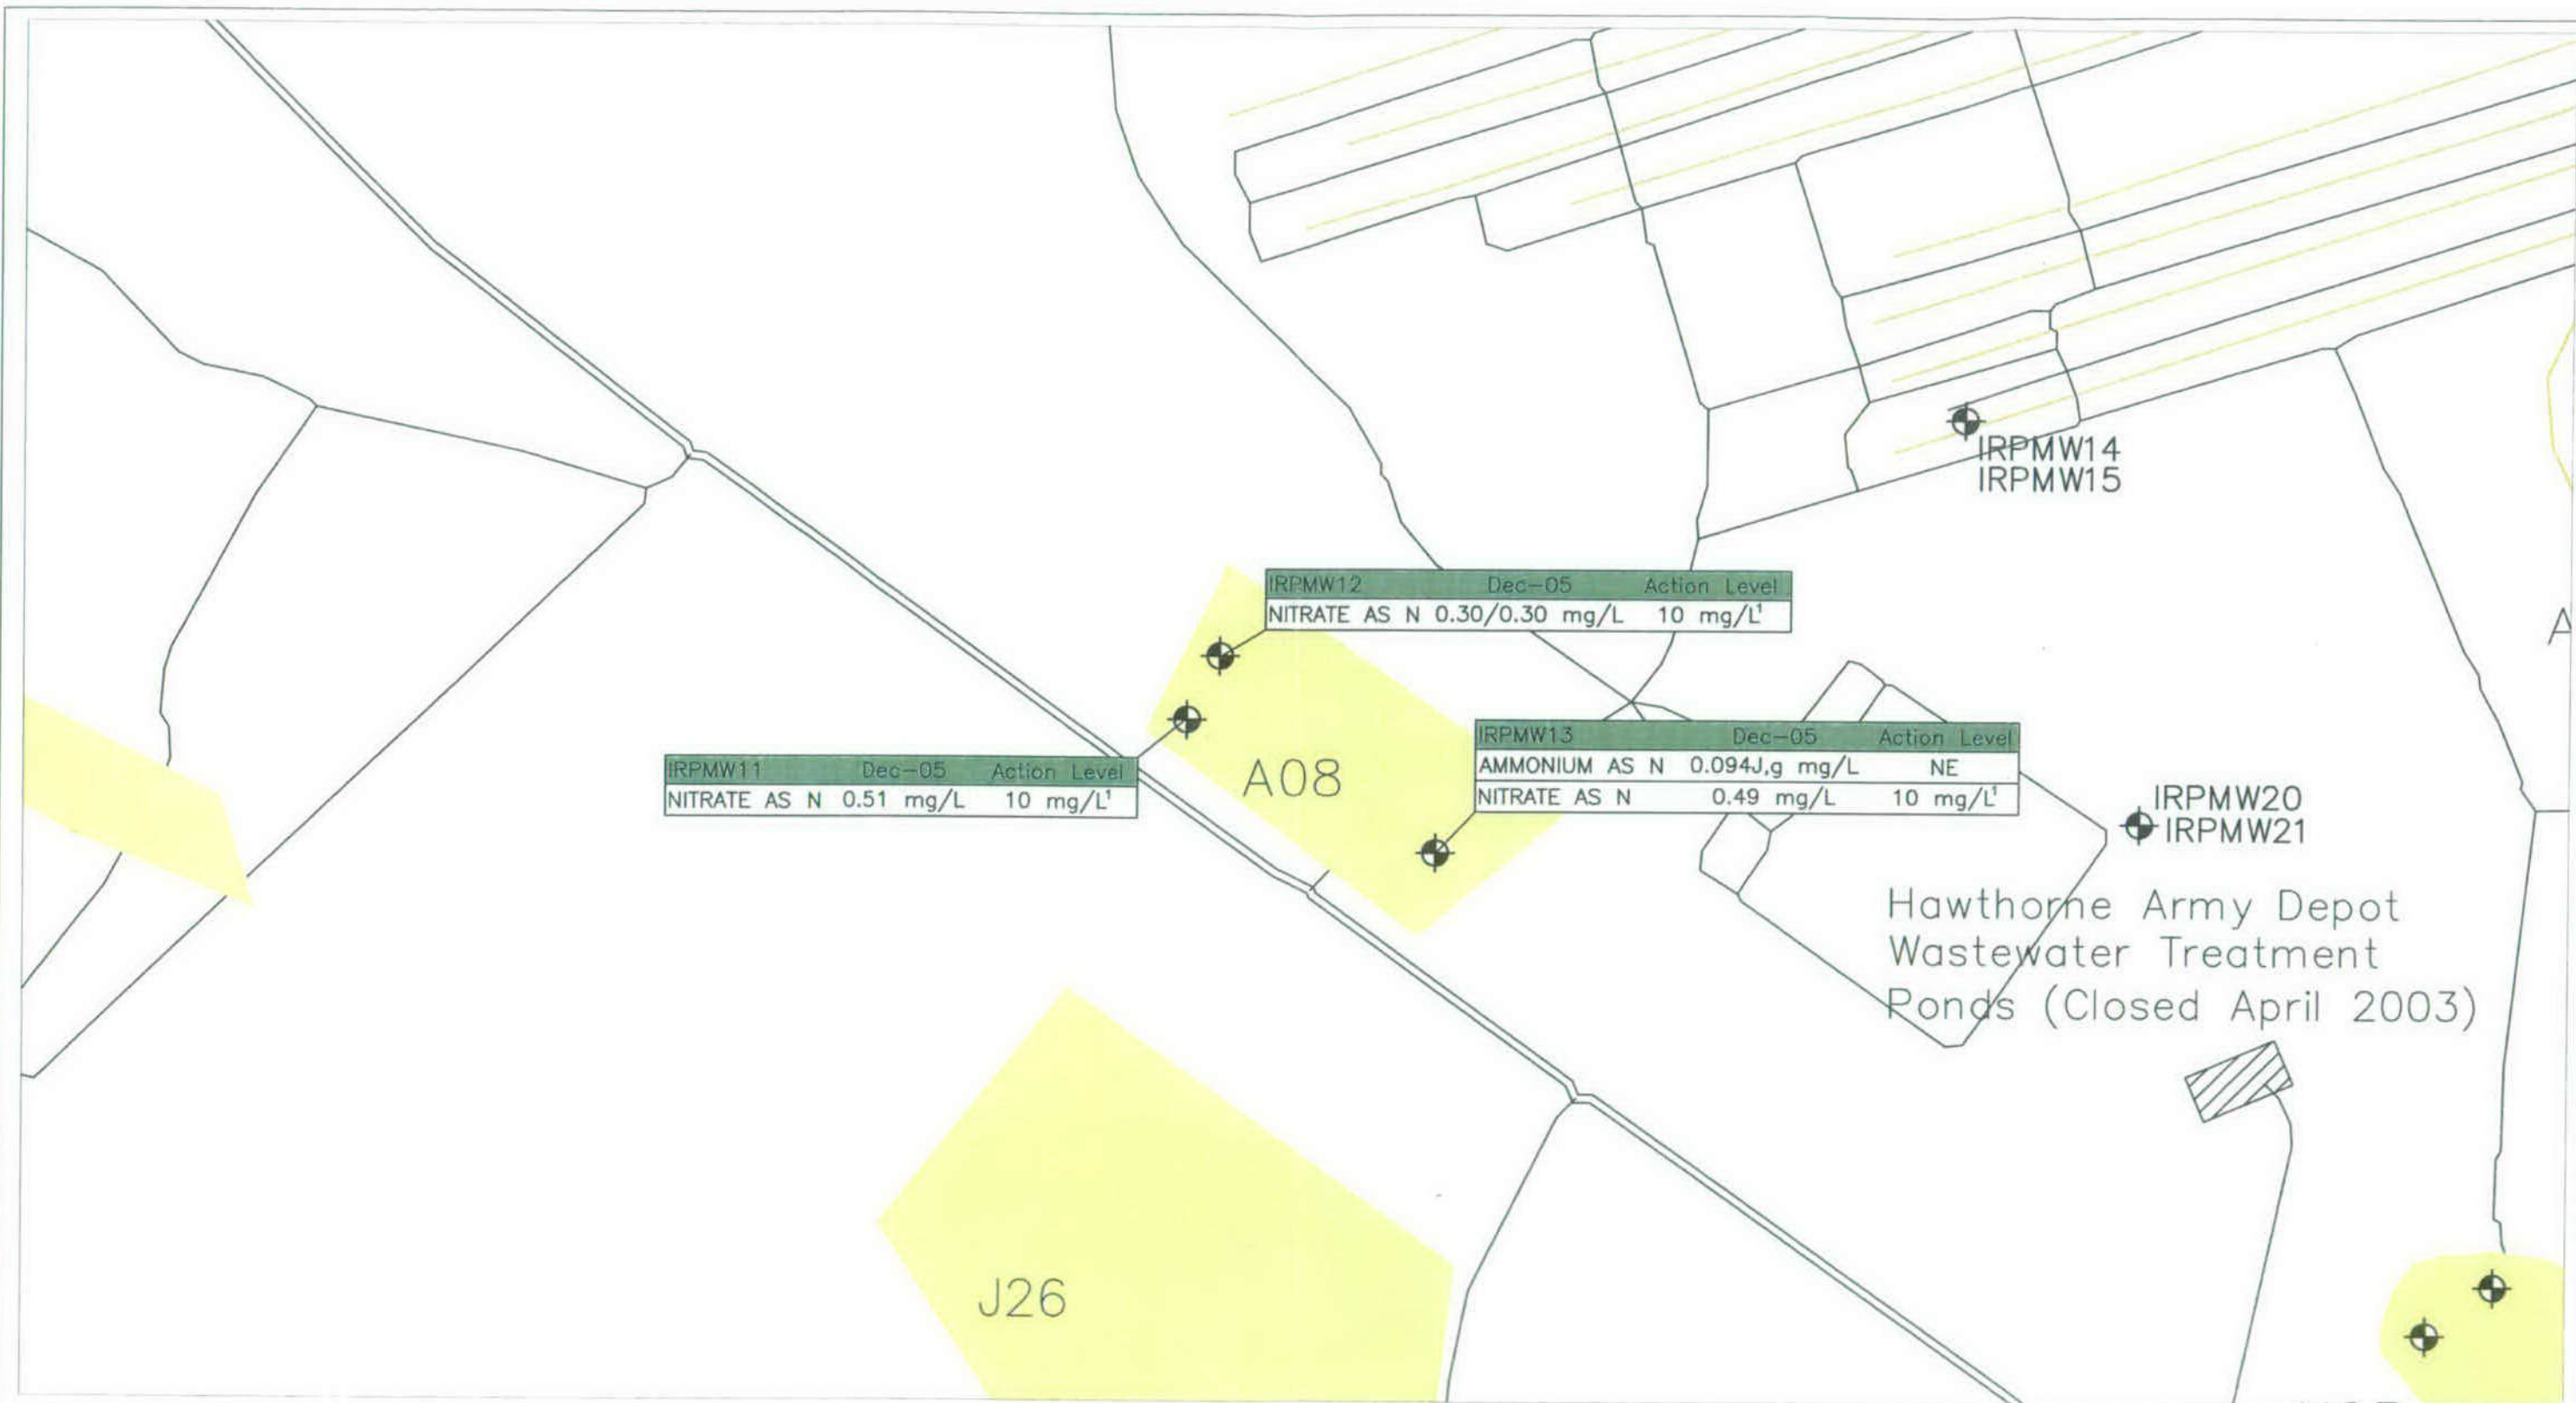 IRPMW14
IRPMW15
IRPMW12 Dec-05 Action Level
NITRATE AS N 0.30/0.30 mg/L 10 mg/L¹
IRPMW13 Dec-05 Action Level
AMMONIUM AS N 0.094J,g mg/L NE
NITRATE AS N 0.49 mg/L 10 mg/L¹
IRPMW11 Dec-05 Action Level
NITRATE AS N 0.51 mg/L 10 mg/L¹
A08
IRPMW20
IRPMW21
Hawthorne Army Depot
Wastewater Treatment
Ponds (Closed April 2003)
J26
A